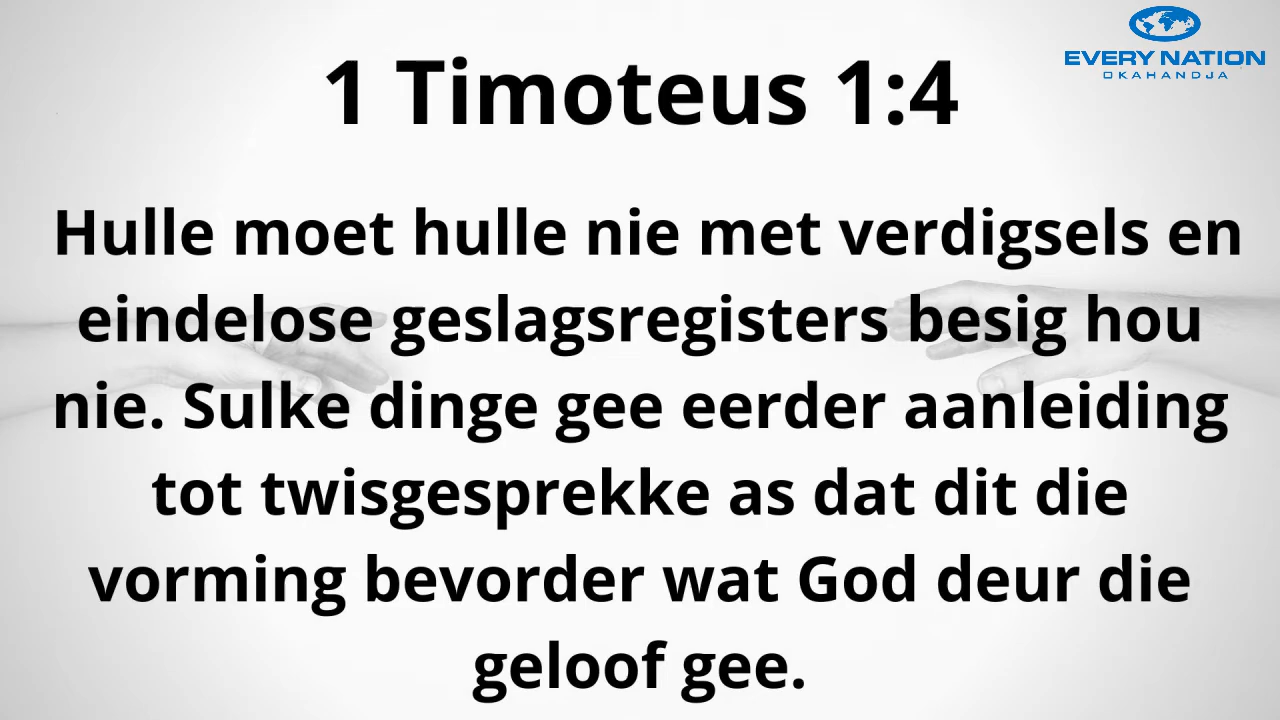 EVERY NATION
OKAHANDJA
1 Timoteus 1:4
Hulle moet hulle nie met verdigsels en
eindelose geslagsregisters besig hou
nie. Sulke dinge gee eerder aanleiding
tot twisgesprekke as dat dit die
vorming bevorder wat God deur die
geloof gee.